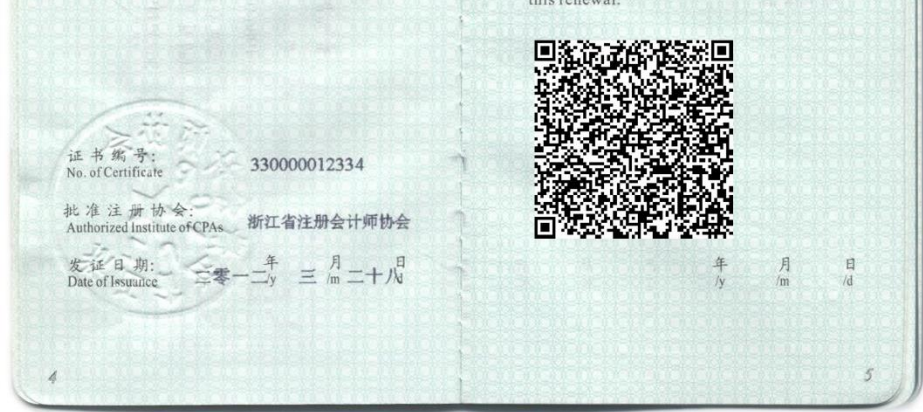 this renewal.
证书编号:
No. of Certificate
330000012334
批准注册协会:
Authorized Institute of CPAs
浙江省注册会计师协会
发证日期:
Date of Issuance
二零一二年 三月 二十八日
/y /m /d
年 月 日
/y /m /d
4
5